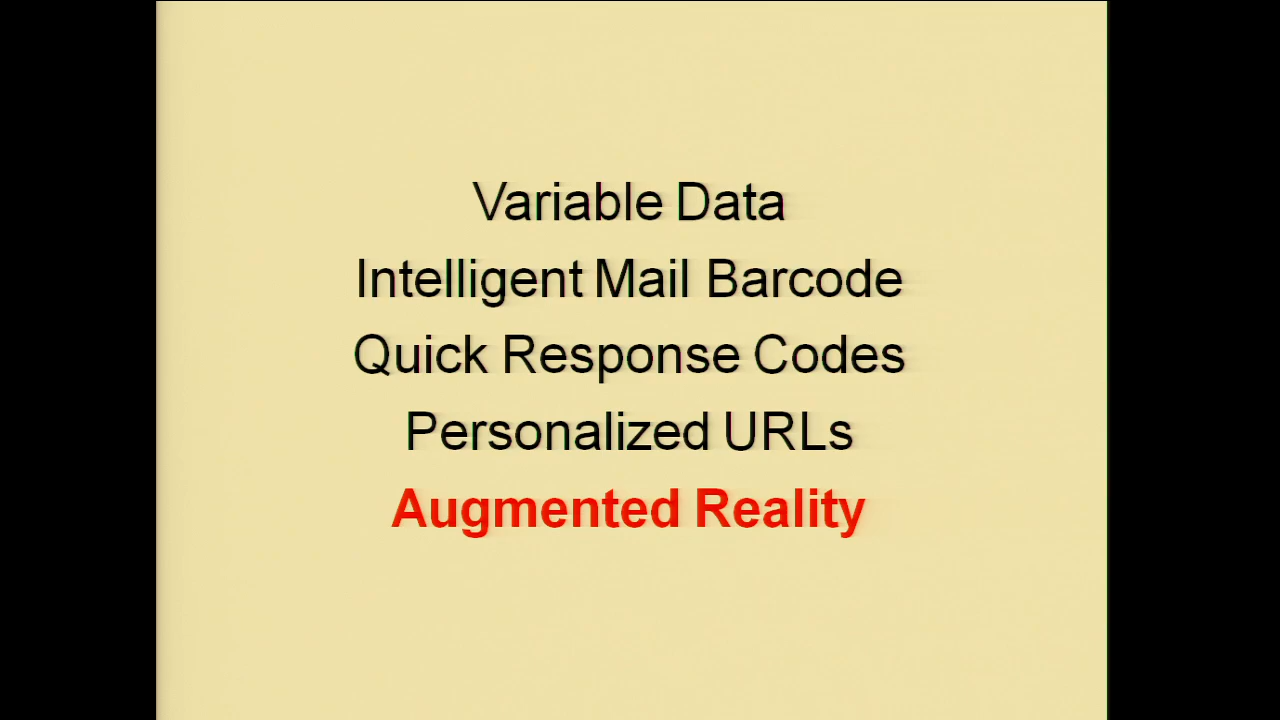 Variable Data
Intelligent Mail Barcode
Quick Response Codes
Personalized URLs
Augmented Reality